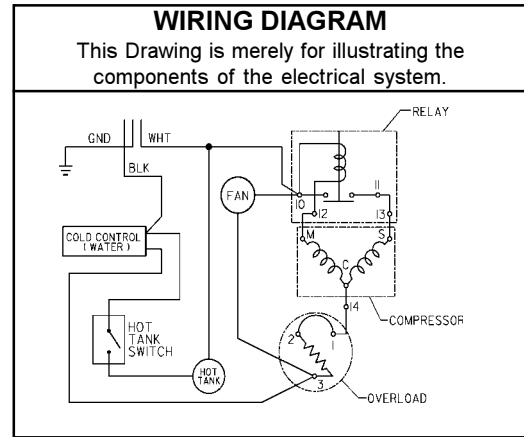 WIRING DIAGRAM
This Drawing is merely for illustrating the
components of the electrical system.
RELAY
GND
WHT
BLK
FAN
10
11
12
13
COLD CONTROL
(WATER)
M
S
C
14
COMPRESSOR
HOT
TANK
SWITCH
HOT
TANK
2
1
3
OVERLOAD